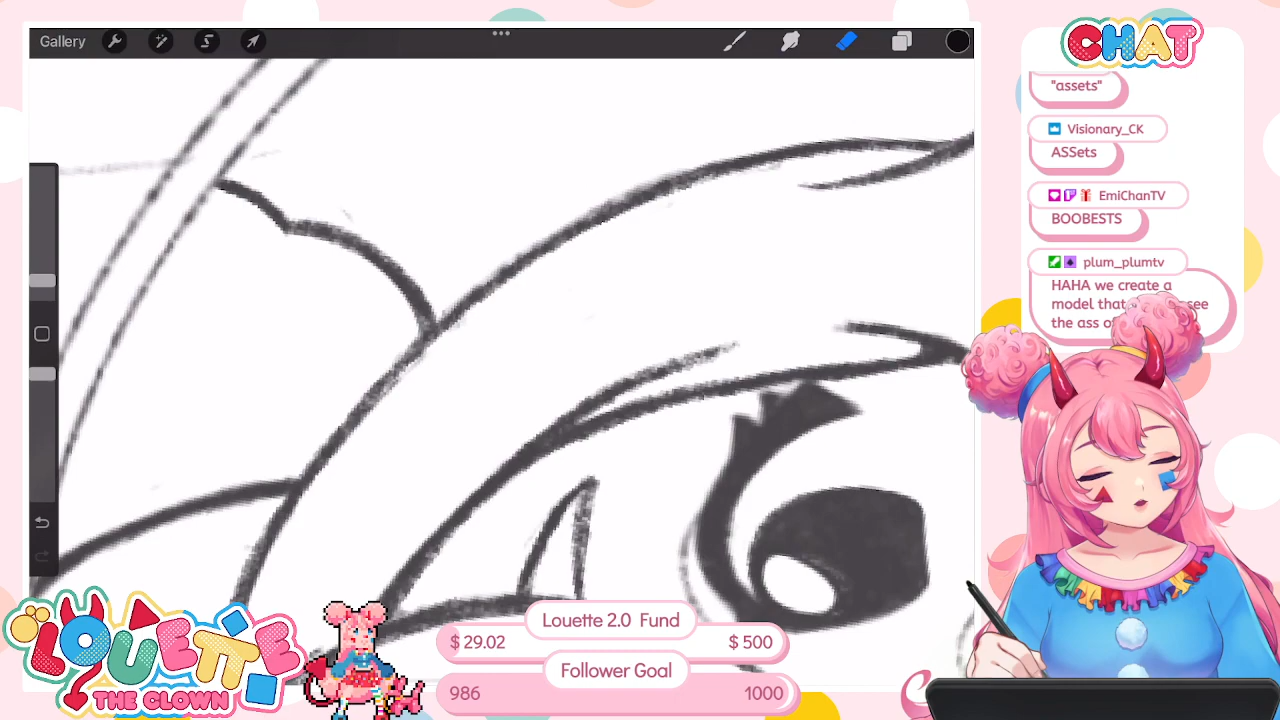 Gallery
CHAT
"assets"
Visionary_CK
ASSets
EmiChanTV
BOOBESTS
plum_plumtv
HAHA we create a
model that see
the ass
Louette 2.0 Fund
$ 29.02
$ 500
Follower Goal
986
1000
LOUETTE
THE CLOWN